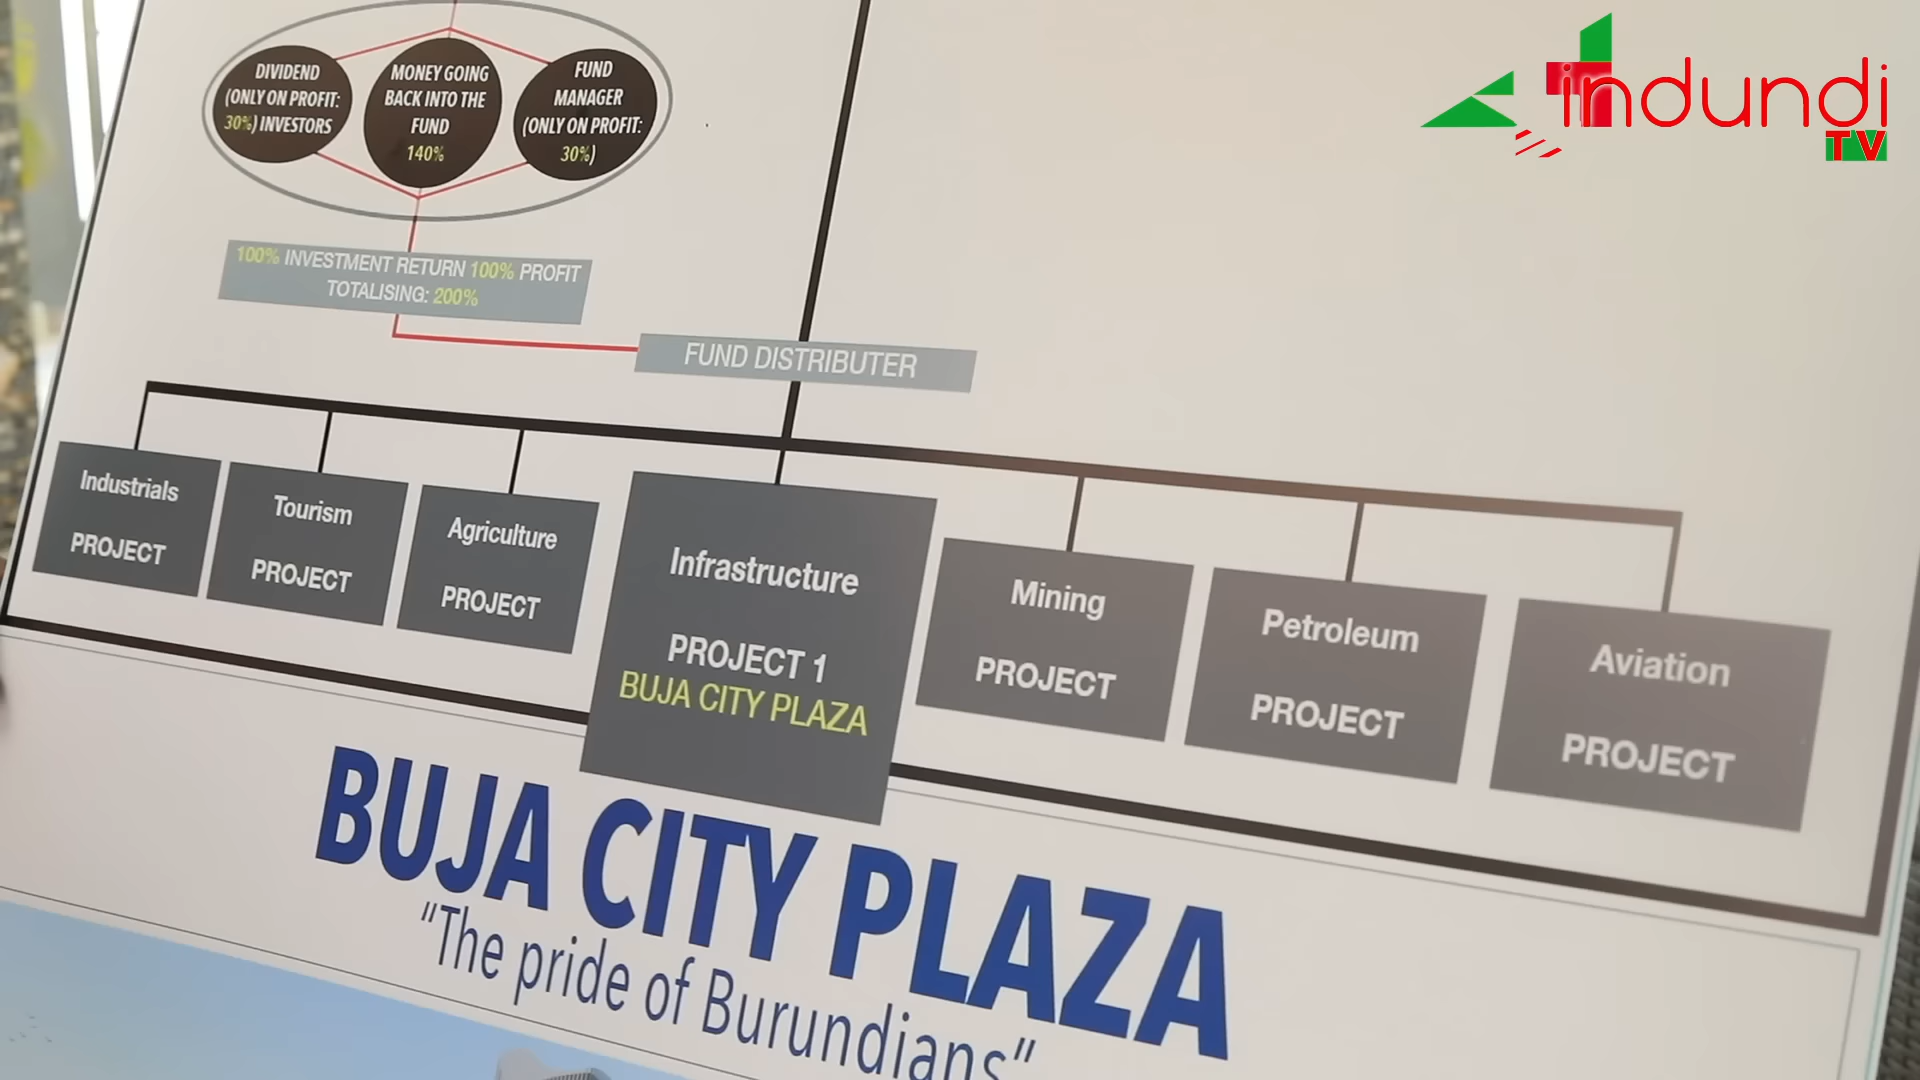 DIVIDEND
(ONLY ON PROFIT:
30%) INVESTORS
MONEY GOING
BACK INTO THE
FUND
140%
FUND
MANAGER
(ONLY ON PROFIT:
30%)
indundi
TV
100% INVESTMENT RETURN 100% PROFIT
TOTALISING: 200%
FUND DISTRIBUTER
Industrials
PROJECT
Tourism
PROJECT
Agriculture
PROJECT
Infrastructure
PROJECT 1
BUJA CITY PLAZA
Mining
PROJECT
Petroleum
PROJECT
Aviation
PROJECT
BUJA CITY PLAZA
“The pride of Burundians“